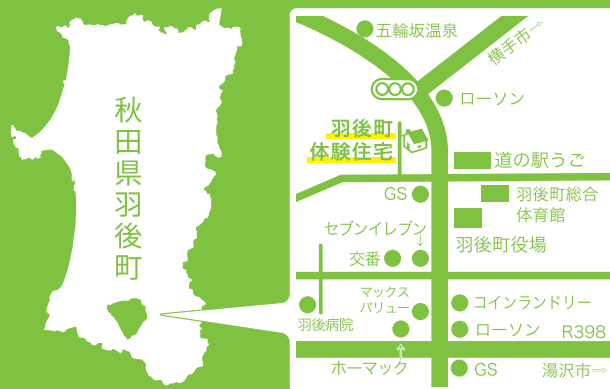 秋田県羽後町
五輪坂温泉
横手市⇒
ローソン
羽後町
体験住宅
道の駅うご
GS
羽後町総合
体育館
セブンイレブン
↓
羽後町役場
交番
マックス
バリュー
コインランドリー
羽後病院
ローソン
R398
ホーマック
⇑
GS
湯沢市⇒